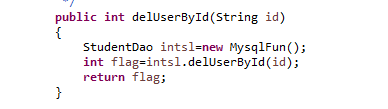 */
public int delUserById(String id)
{
StudentDao intsl=new MysqlFun();
int flag=intsl.delUserById(id);
return flag;
}